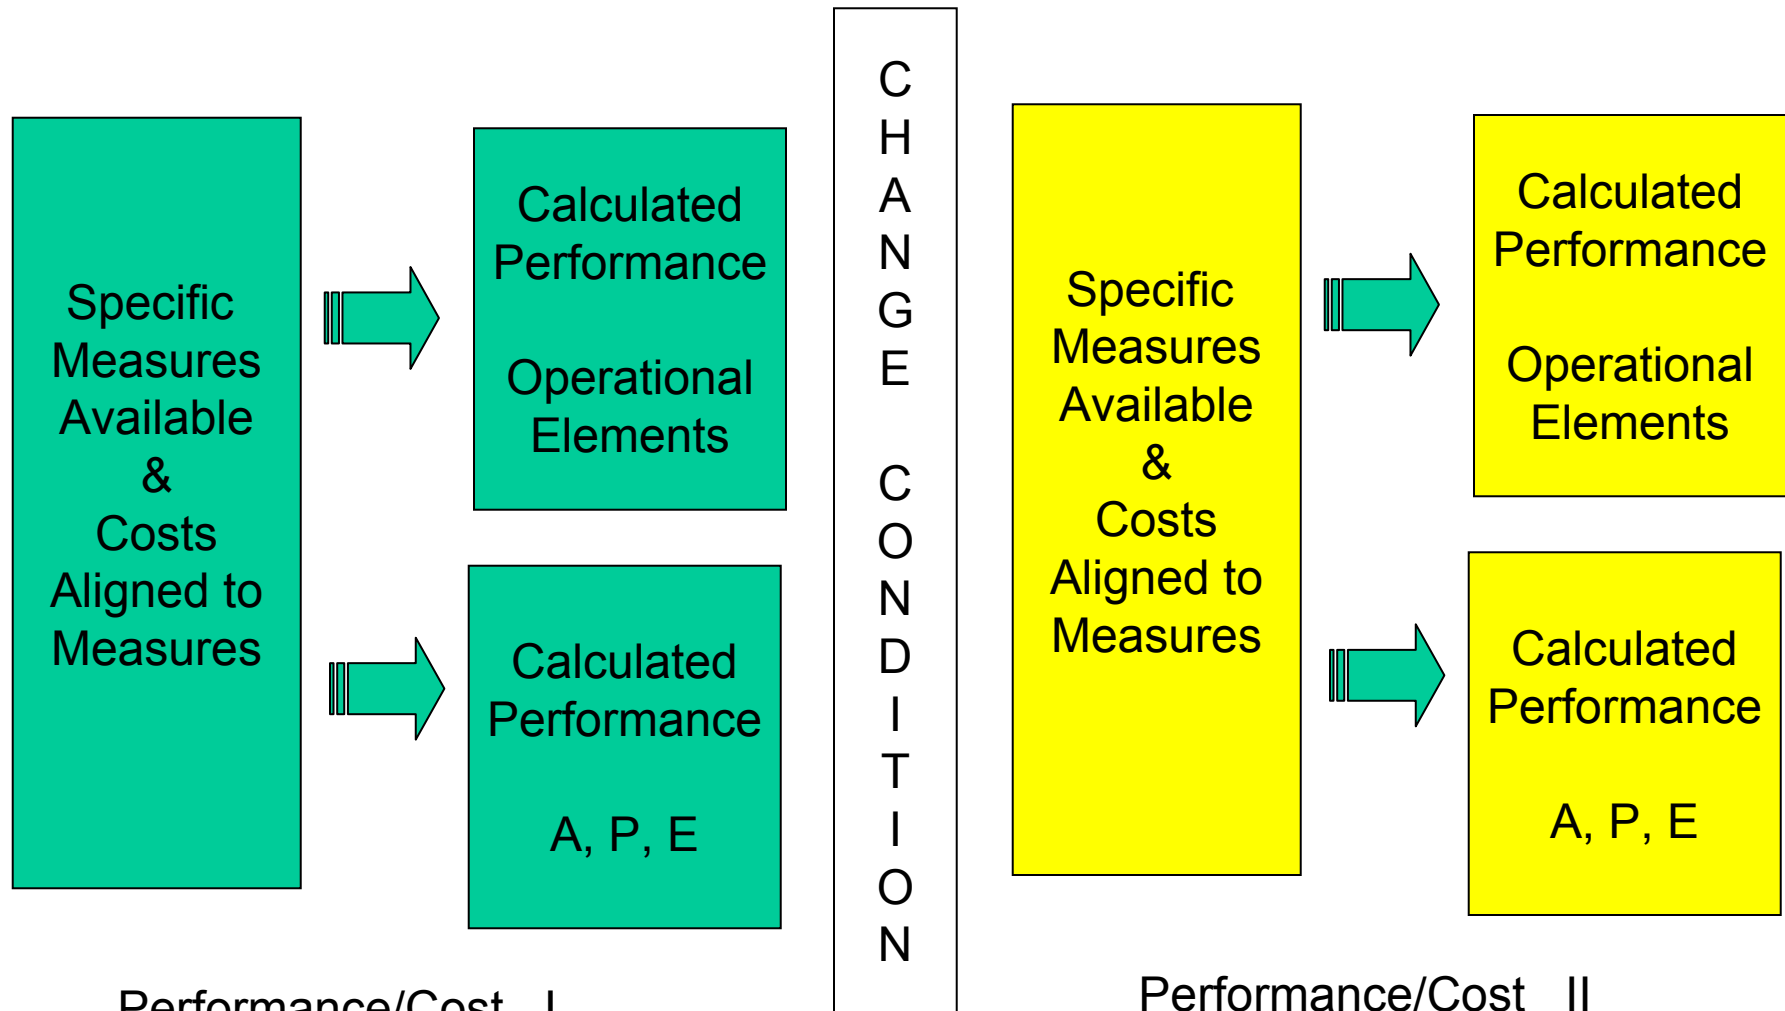 Specific
Measures
Available
&
Costs
Aligned to
Measures
Calculated
Performance
Operational
Elements
Calculated
Performance
A, P, E
Performance/Cost I
C
H
A
N
G
E
C
O
N
D
I
T
I
O
N
Specific
Measures
Available
&
Costs
Aligned to
Measures
Calculated
Performance
Operational
Elements
Calculated
Performance
A, P, E
Performance/Cost II